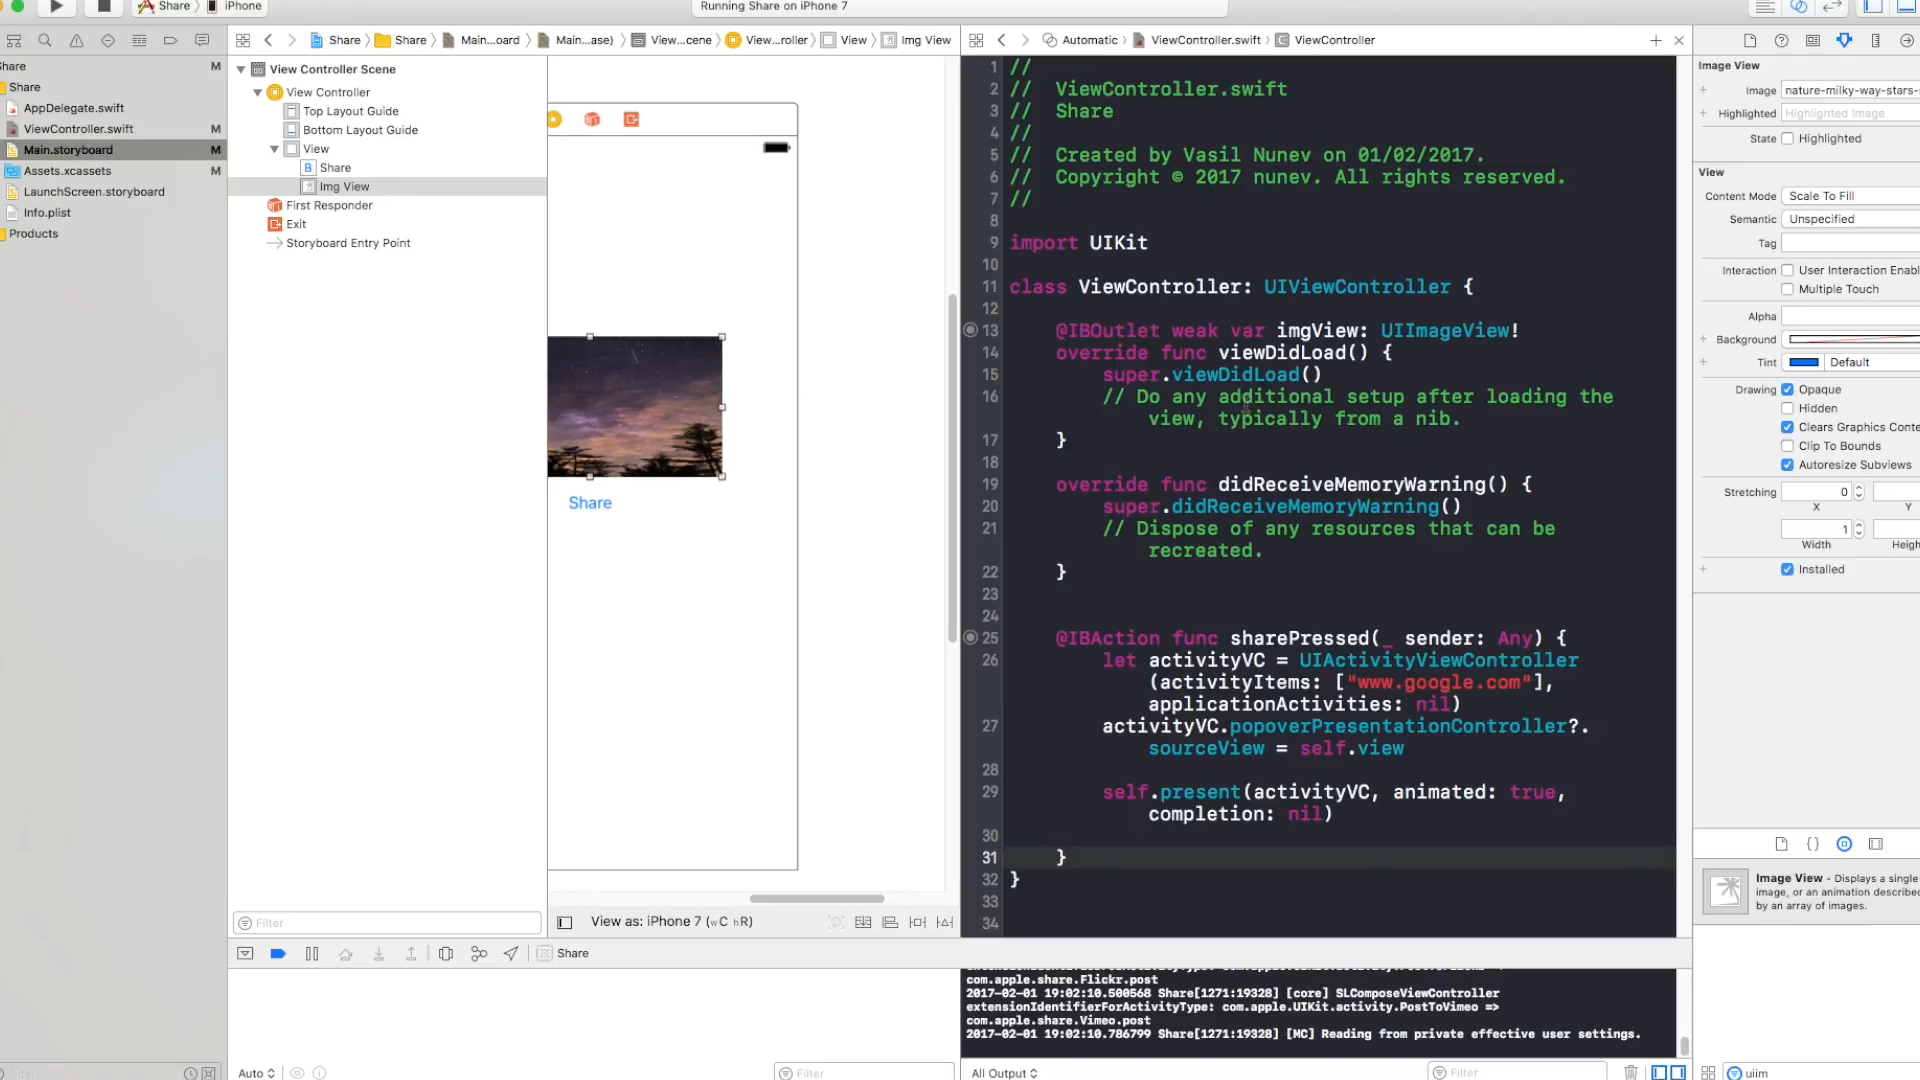 Share
iPhone
Running Share on iPhone 7
Share
Share
Main...oard
Main...ase)
View...cene
View...roller
View
Img View
Automatic
ViewController.swift
ViewController
Share M
Share
AppDelegate.swift
ViewController.swift M
Main.storyboard M
Assets.xcassets M
LaunchScreen.storyboard
Info.plist
Products
View Controller Scene
View Controller
Top Layout Guide
Bottom Layout Guide
View
B Share
Img View
First Responder
Exit
Storyboard Entry Point
Filter
Share
View as: iPhone 7 (wC hR)
1 //
2 // ViewController.swift
3 // Share
4 //
5 // Created by Vasil Nunev on 01/02/2017.
6 // Copyright © 2017 nunev. All rights reserved.
7 //
8
9 import UIKit
10
11 class ViewController: UIViewController {
12
13 @IBOutlet weak var imgView: UIImageView!
14 override func viewDidLoad() {
15 super.viewDidLoad()
16 // Do any additional setup after loading the
view, typically from a nib.
17 }
18
19 override func didReceiveMemoryWarning() {
20 super.didReceiveMemoryWarning()
21 // Dispose of any resources that can be
recreated.
22 }
23
24
25 @IBAction func sharePressed(_ sender: Any) {
26 let activityVC = UIActivityViewController
(activityItems: ["www.google.com"],
applicationActivities: nil)
27 activityVC.popoverPresentationController?.
sourceView = self.view
28
29 self.present(activityVC, animated: true,
completion: nil)
30
31 }
32 }
33
34
Image View
Image nature-milky-way-stars-
Highlighted Highlighted Image
State Highlighted
View
Content Mode Scale To Fill
Semantic Unspecified
Tag
Interaction User Interaction Enabl
Multiple Touch
Alpha
Background
Tint Default
Drawing Opaque
Hidden
Clears Graphics Conte
Clip To Bounds
Autoresize Subviews
Stretching 0
X Y
1
Width Heigh
Installed
{}
Image View - Displays a single
image, or an animation described
by an array of images.
Share
com.apple.share.Flickr.post
2017-02-01 19:02:10.500568 Share[1271:19328] [core] SLComposeViewController
extensionIdentifierForActivityType: com.apple.UIKit.activity.PostToVimeo =>
com.apple.share.Vimeo.post
2017-02-01 19:02:10.786799 Share[1271:19328] [MC] Reading from private effective user settings.
Auto
Filter
All Output
Filter
uiim